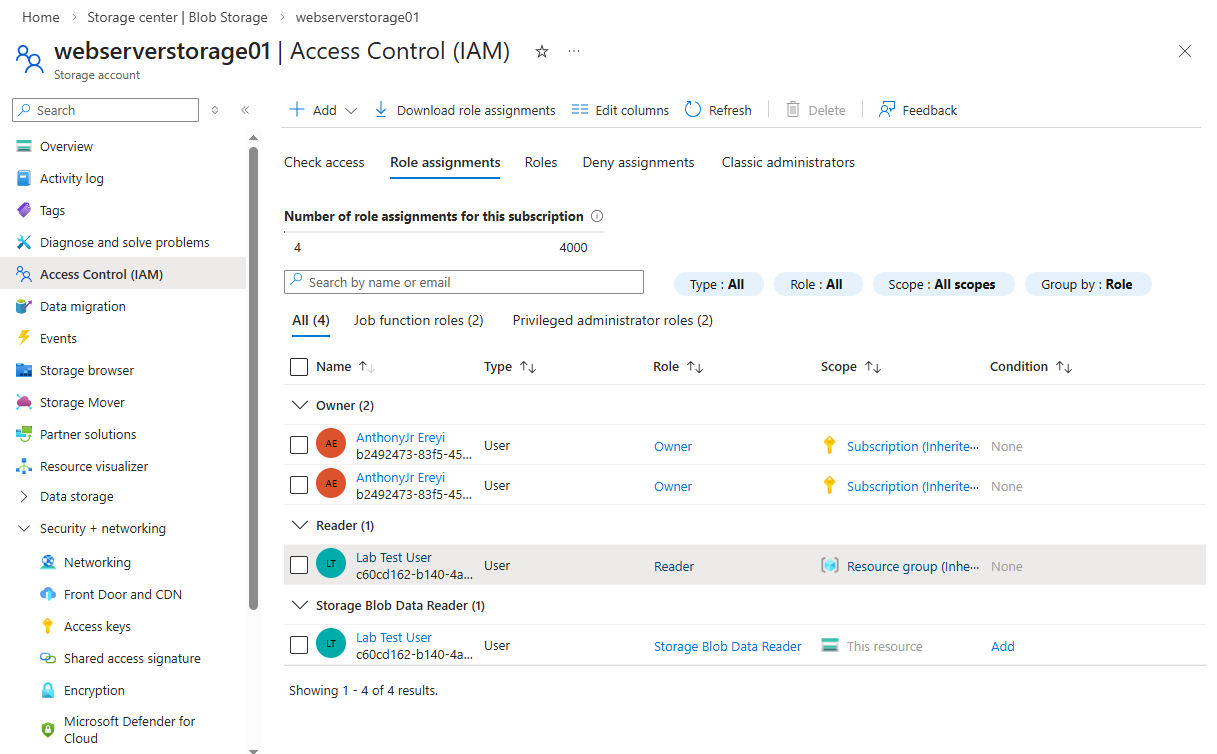 Home > Storage center | Blob Storage > webserverstorage01
webserverstorage01 | Access Control (IAM) ☆ ···
Storage account
Search
Overview
Activity log
Tags
Diagnose and solve problems
Access Control (IAM)
Data migration
Events
Storage browser
Storage Mover
Partner solutions
Resource visualizer
Data storage
Security + networking
Networking
Front Door and CDN
Access keys
Shared access signature
Encryption
Microsoft Defender for
Cloud
Add Download role assignments Edit columns Refresh Delete Feedback
Check access Role assignments Roles Deny assignments Classic administrators
Number of role assignments for this subscription
4 4000
Search by name or email Type : All Role : All Scope : All scopes Group by : Role
All (4) Job function roles (2) Privileged administrator roles (2)
Name Type Role Scope Condition
Owner (2)
AE AnthonyJr Ereyi User Owner Subscription (Inherite··· None
b2492473-83f5-45...
AE AnthonyJr Ereyi User Owner Subscription (Inherite··· None
b2492473-83f5-45...
Reader (1)
LT Lab Test User User Reader Resource group (Inhe··· None
c60cd162-b140-4a...
Storage Blob Data Reader (1)
LT Lab Test User User Storage Blob Data Reader This resource Add
c60cd162-b140-4a...
Showing 1 - 4 of 4 results.